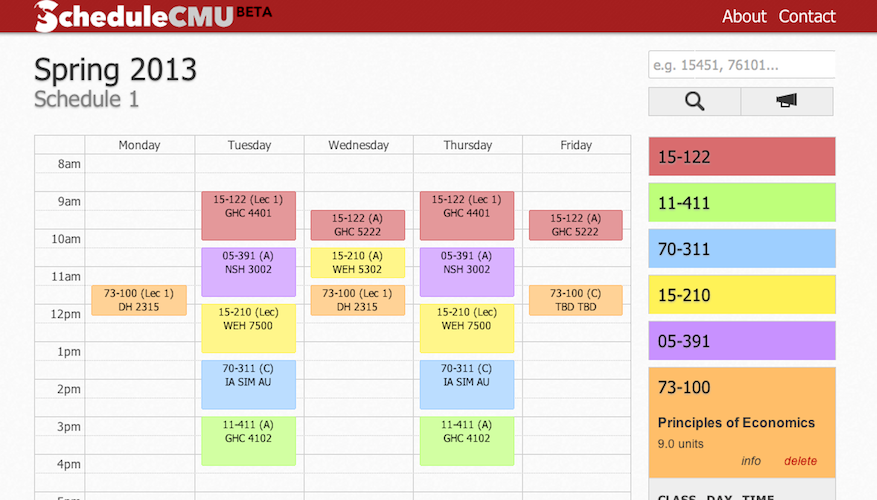 ScheduleCMU BETA
About Contact
Spring 2013
Schedule 1
e.g. 15451, 76101...
Monday Tuesday Wednesday Thursday Friday
8am
9am
10am
11am
12pm
1pm
2pm
3pm
4pm
73-100 (Lec 1)
DH 2315
15-122 (Lec 1)
GHC 4401
05-391 (A)
NSH 3002
15-210 (Lec)
WEH 7500
70-311 (C)
IA SIM AU
11-411 (A)
GHC 4102
15-122 (A)
GHC 5222
15-210 (A)
WEH 5302
73-100 (Lec 1)
DH 2315
15-122 (Lec 1)
GHC 4401
05-391 (A)
NSH 3002
15-210 (Lec)
WEH 7500
70-311 (C)
IA SIM AU
11-411 (A)
GHC 4102
15-122 (A)
GHC 5222
73-100 (C)
TBD TBD
15-122
11-411
70-311
15-210
05-391
73-100
Principles of Economics
9.0 units
info delete
CLASS DAY TIME